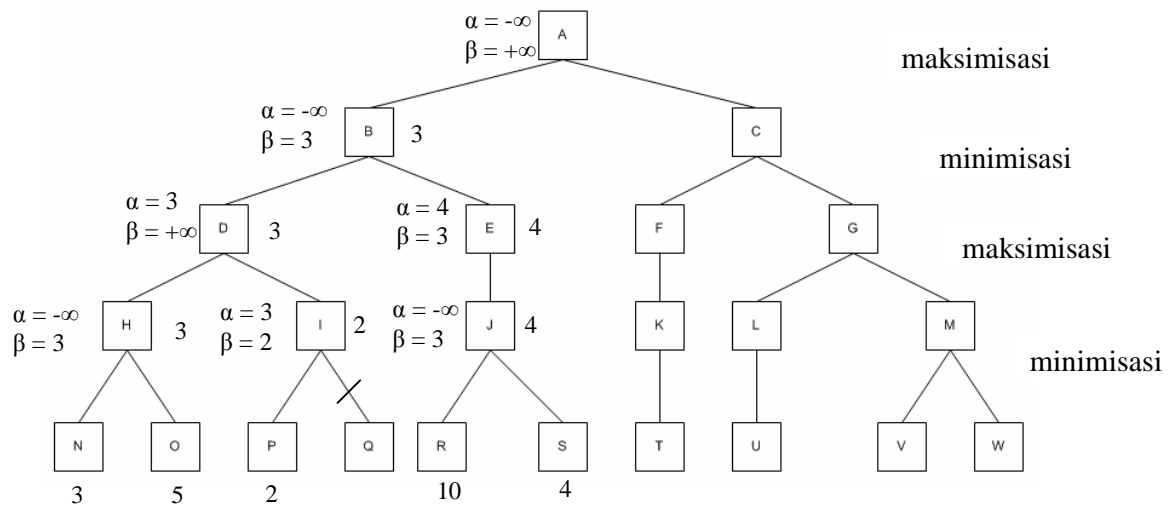 α = -∞
β = +∞
A
maksimisasi
α = -∞
β = 3
B
3
C
minimisasi
α = 3
β = +∞
D
3
α = 4
β = 3
E
4
F
G
maksimisasi
α = -∞
β = 3
H
3
α = 3
β = 2
I
2
α = -∞
β = 3
J
4
K
L
M
minimisasi
N
O
P
Q
R
S
T
U
V
W
3
5
2
10
4